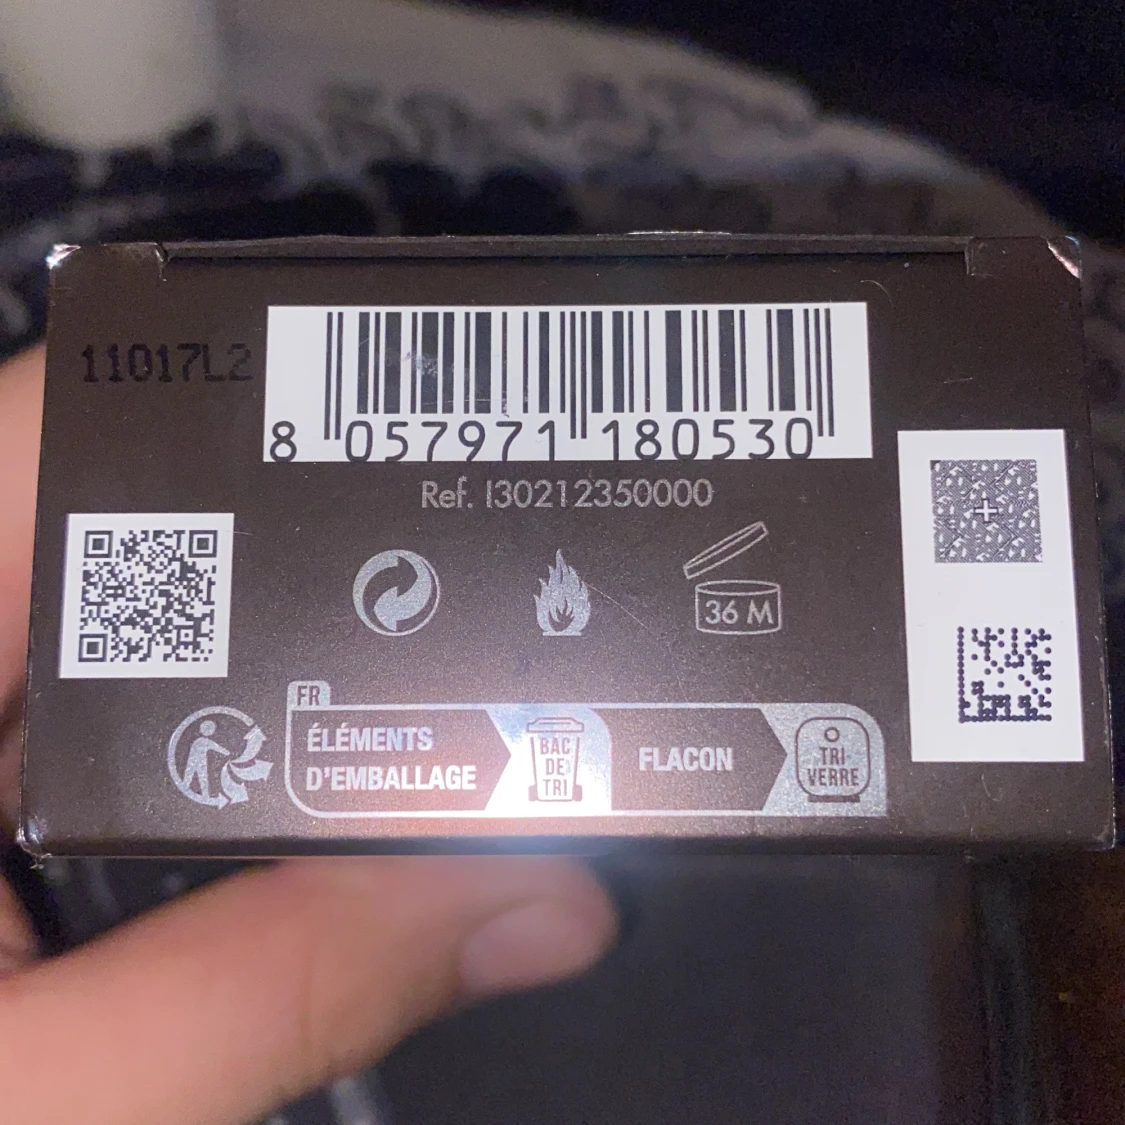 11017L2
8 057971 180530
Ref. I30212350000
36 M
FR
ÉLÉMENTS
D'EMBALLAGE
BAC
DE
TRI
FLACON
TRI
VERRE